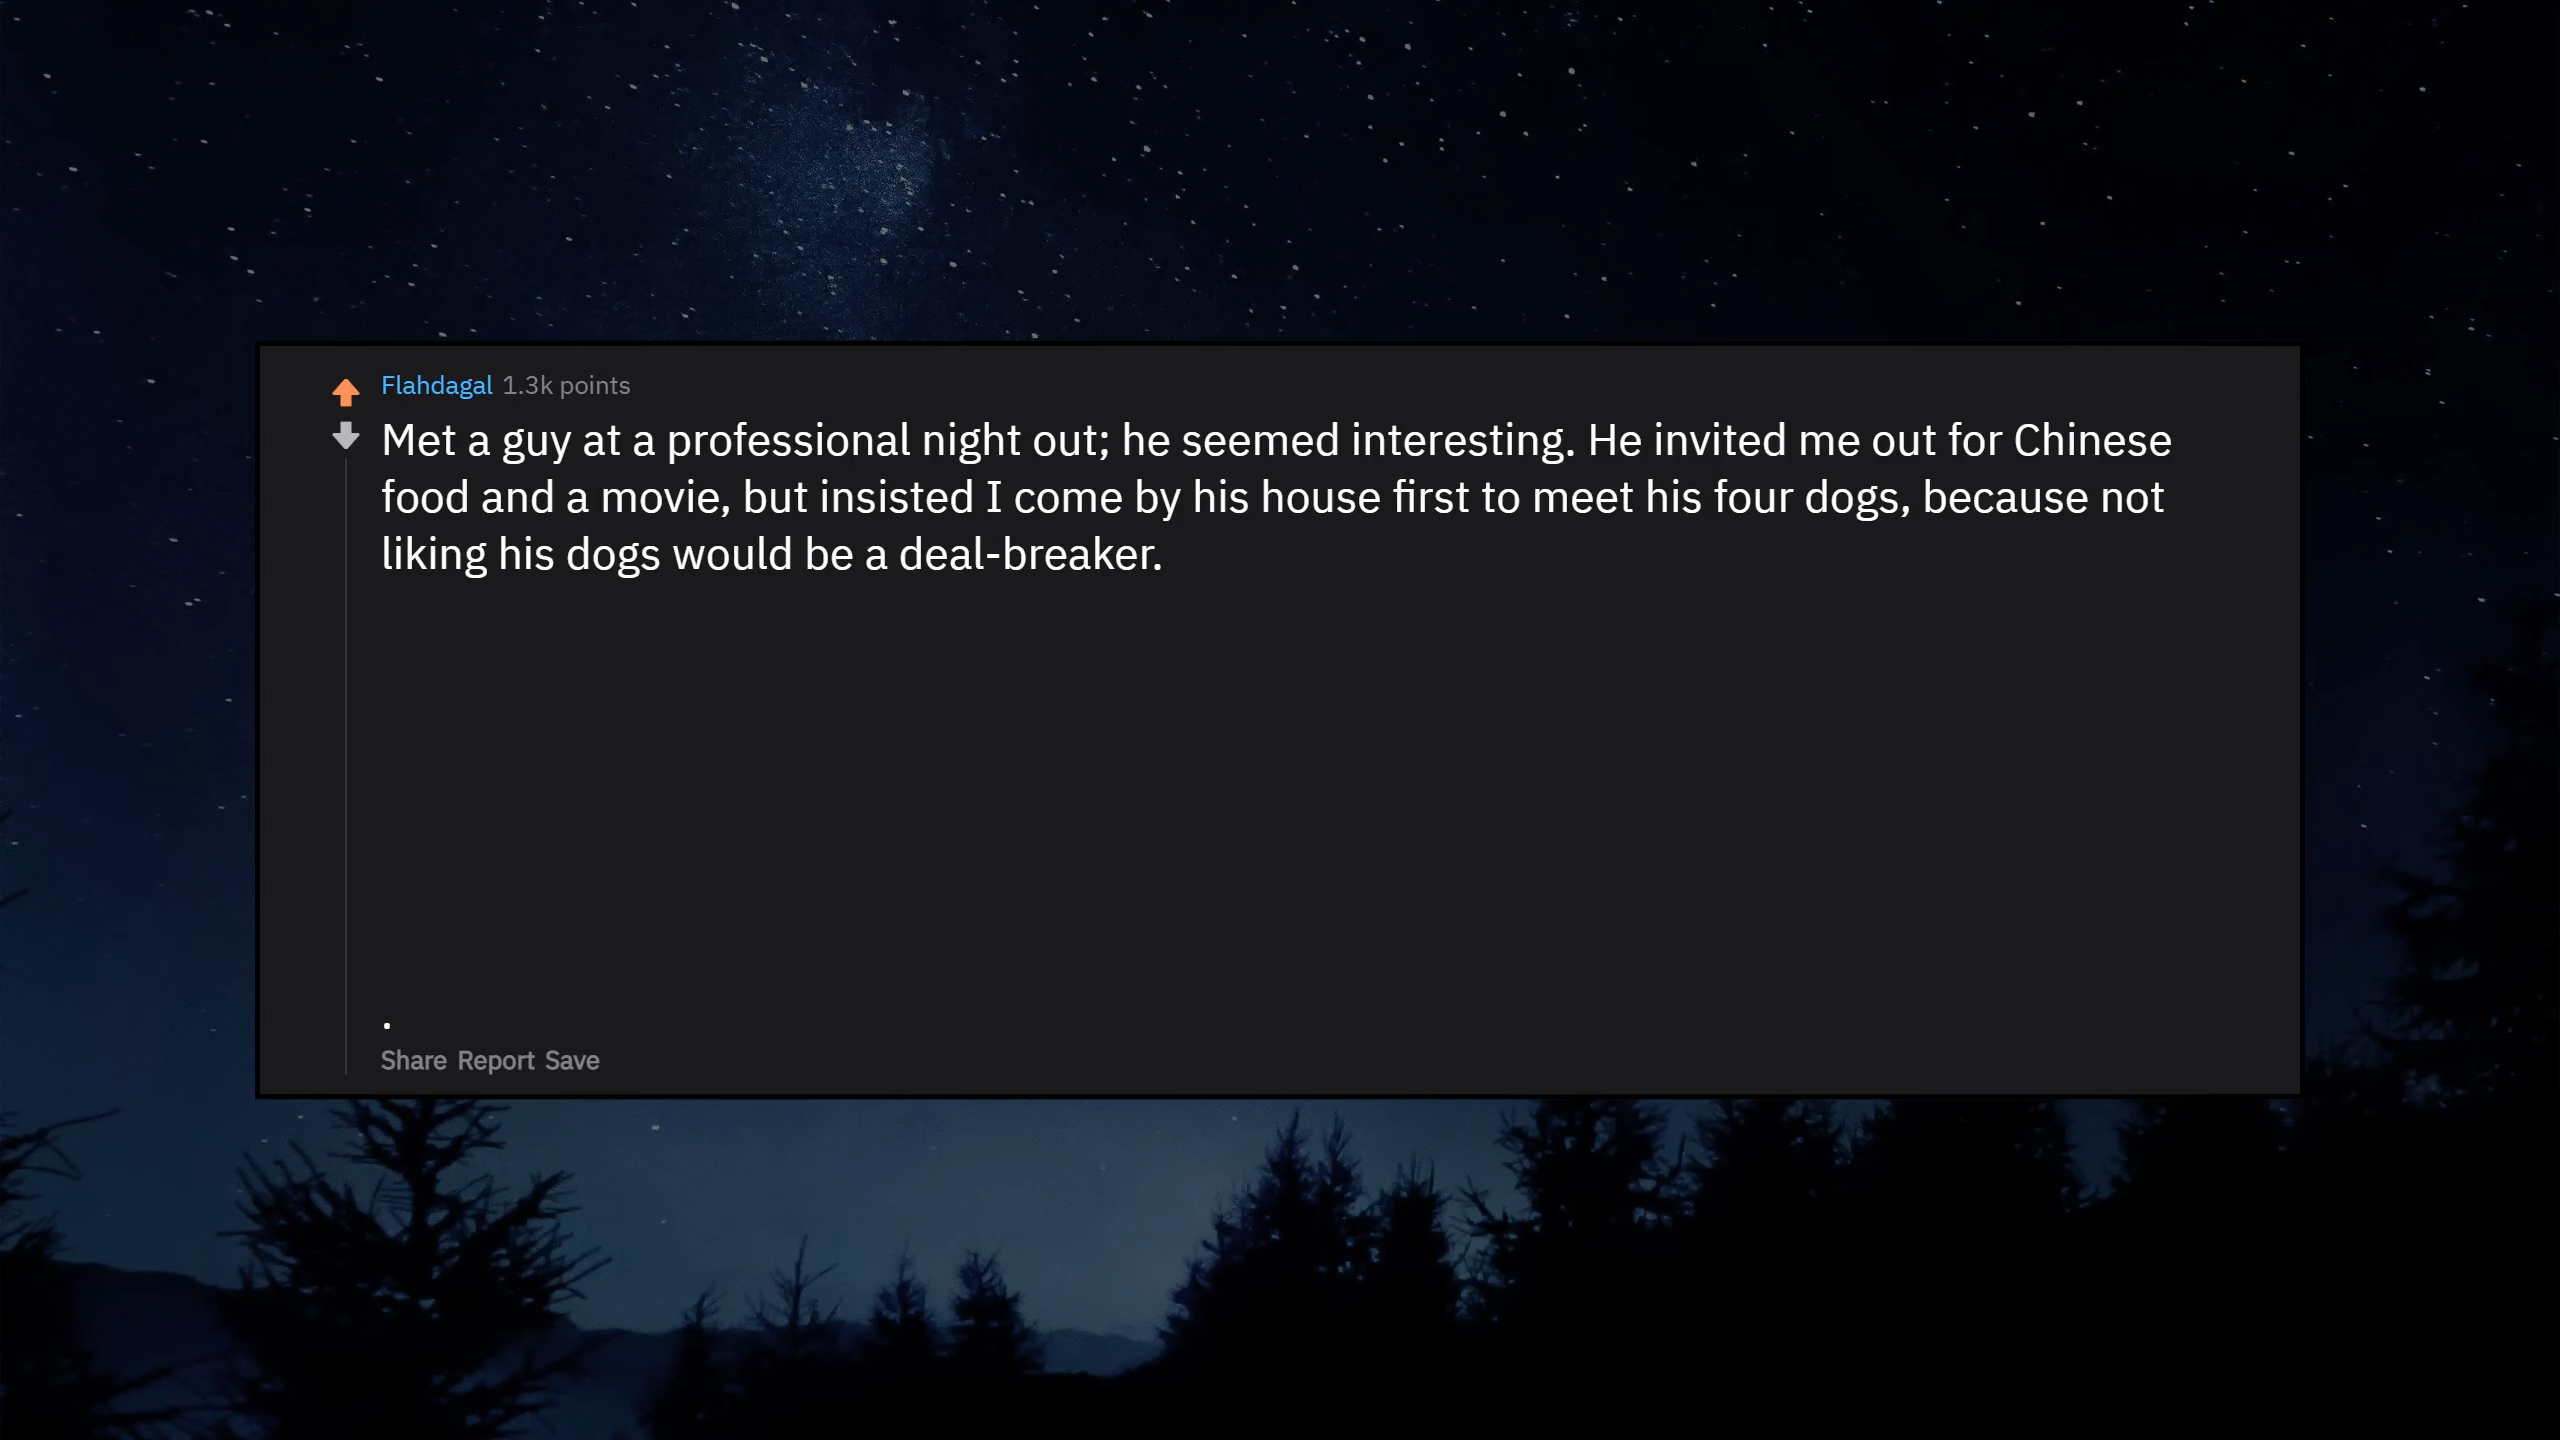 Flahdagal 1.3k points
Met a guy at a professional night out; he seemed interesting. He invited me out for Chinese
food and a movie, but insisted I come by his house first to meet his four dogs, because not
liking his dogs would be a deal-breaker.
.
Share Report Save